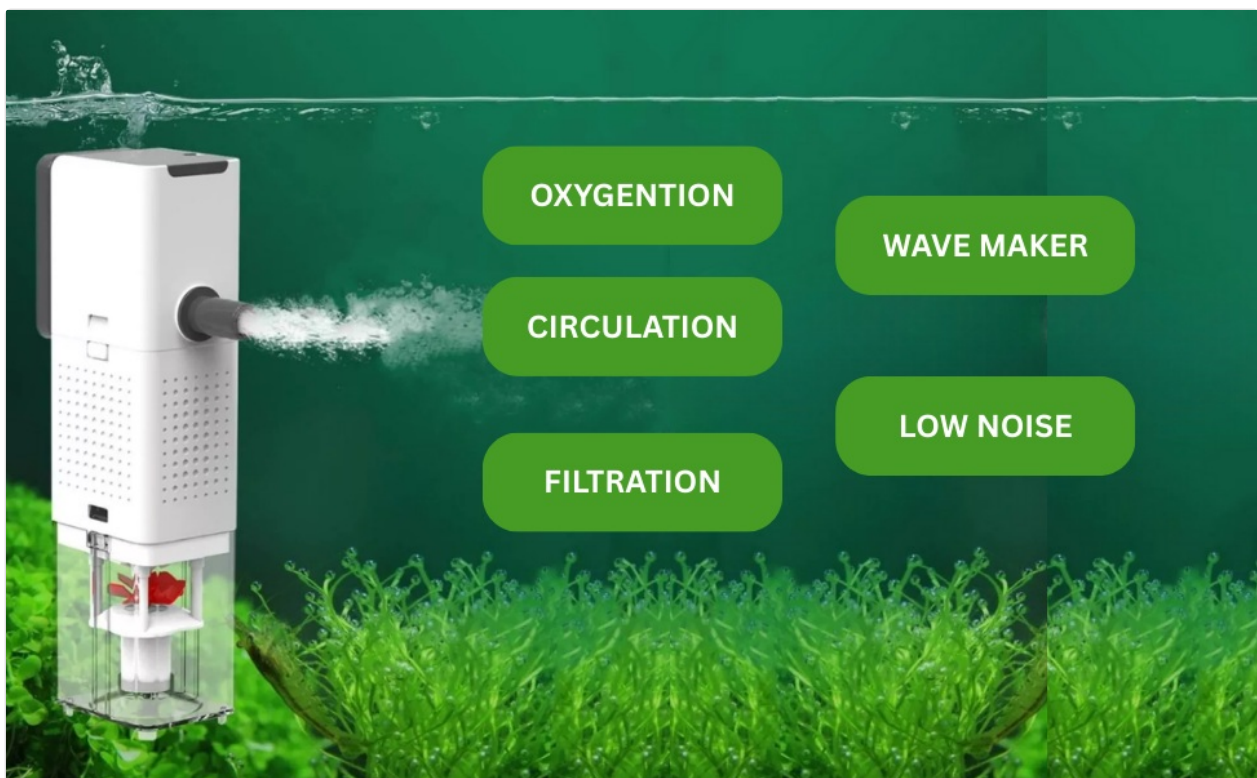 OXYGENTION
WAVE MAKER
CIRCULATION
LOW NOISE
FILTRATION